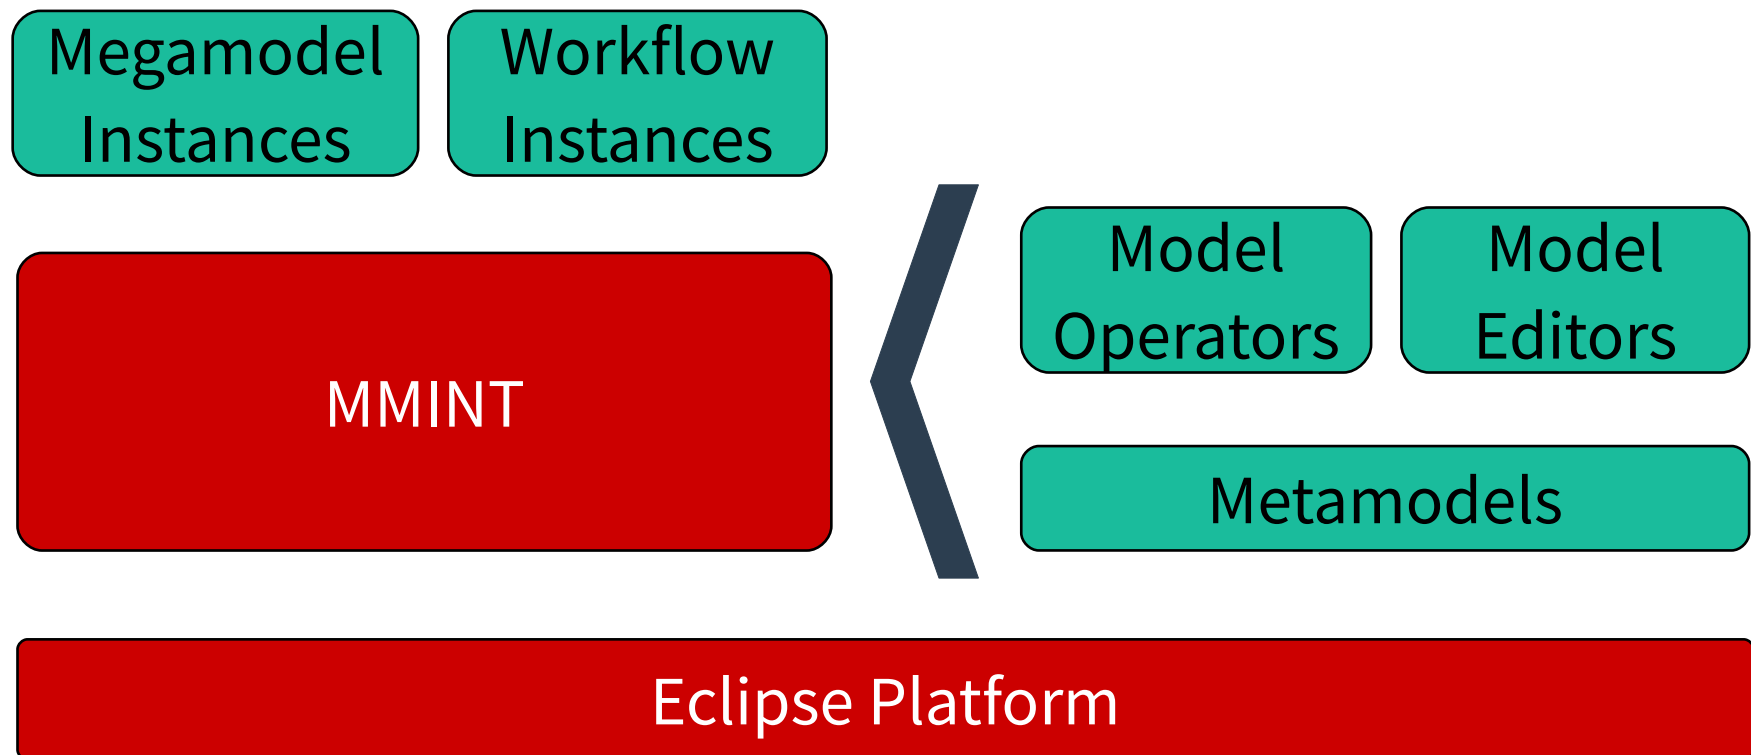 Megamodel
Instances
Workflow
Instances
Model
Operators
Model
Editors
MMINT
Metamodels
Eclipse Platform